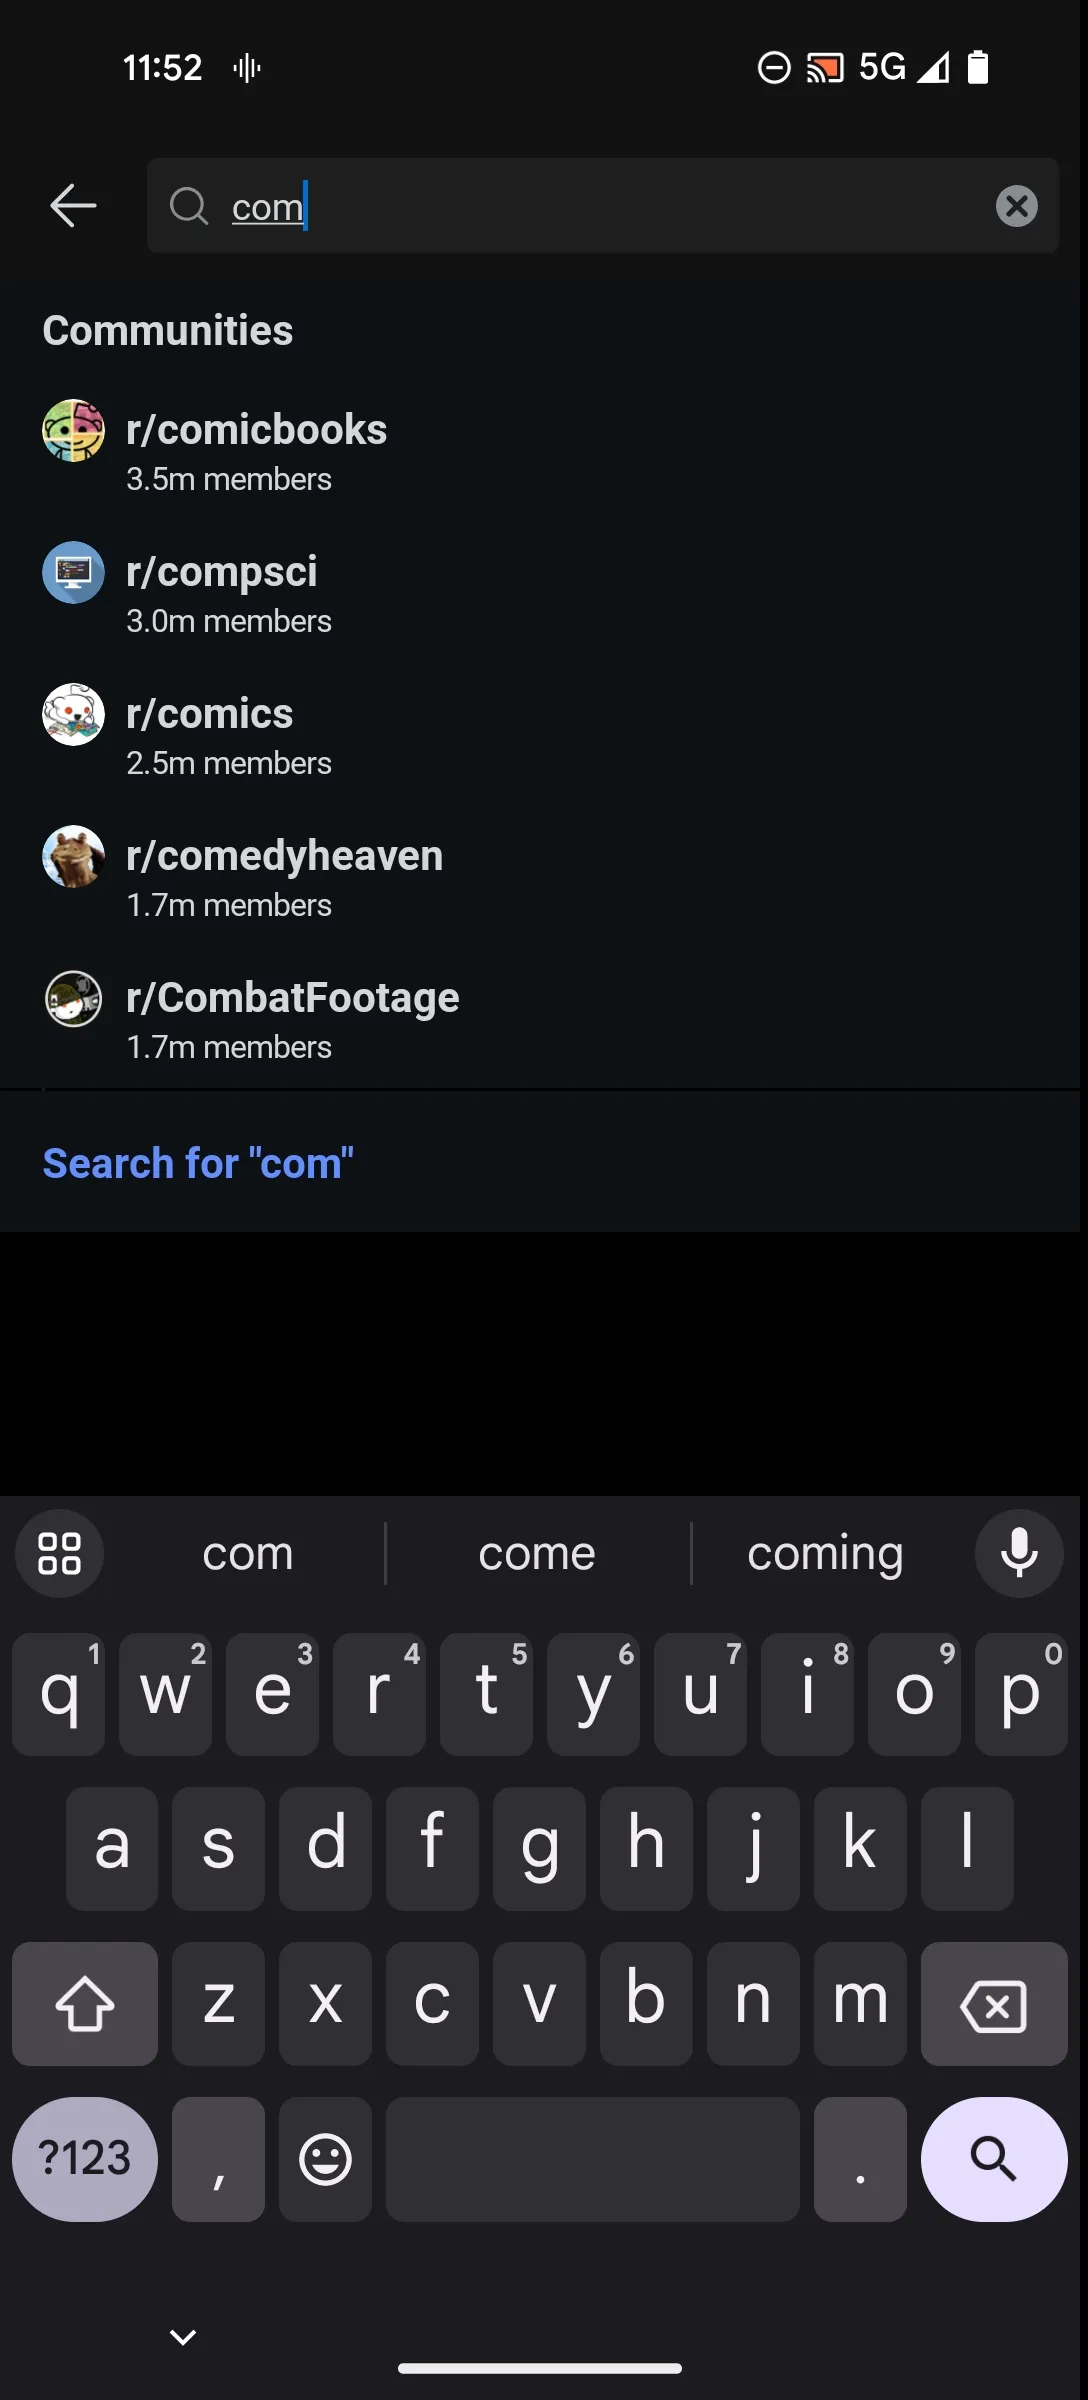 11:52 5G
com
Communities
r/comicbooks
3.5m members
r/compsci
3.0m members
r/comics
2.5m members
r/comedyheaven
1.7m members
r/CombatFootage
1.7m members
Search for "com"
com come coming
q1 w2 e3 r4 t5 y6 u7 i8 o9 p0
a s d f g h j k l
z x c v b n m
?123 , .